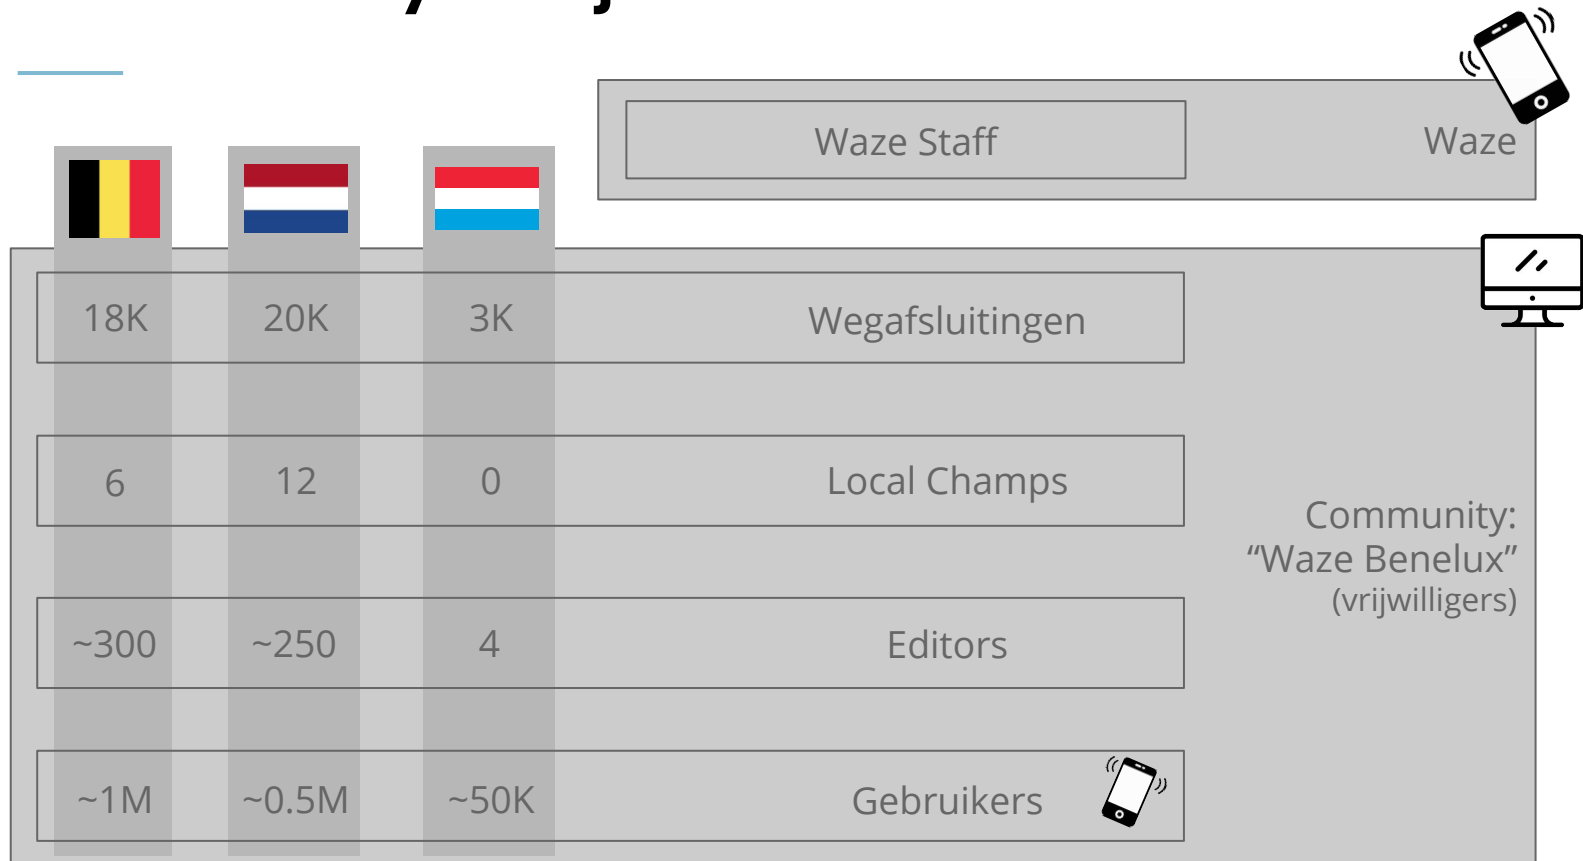 Waze Staff
Waze
18K 20K 3K Wegafsluitingen
6 12 0 Local Champs
Community:
“Waze Benelux”
(vrijwilligers)
~300 ~250 4 Editors
~1M ~0.5M ~50K Gebruikers